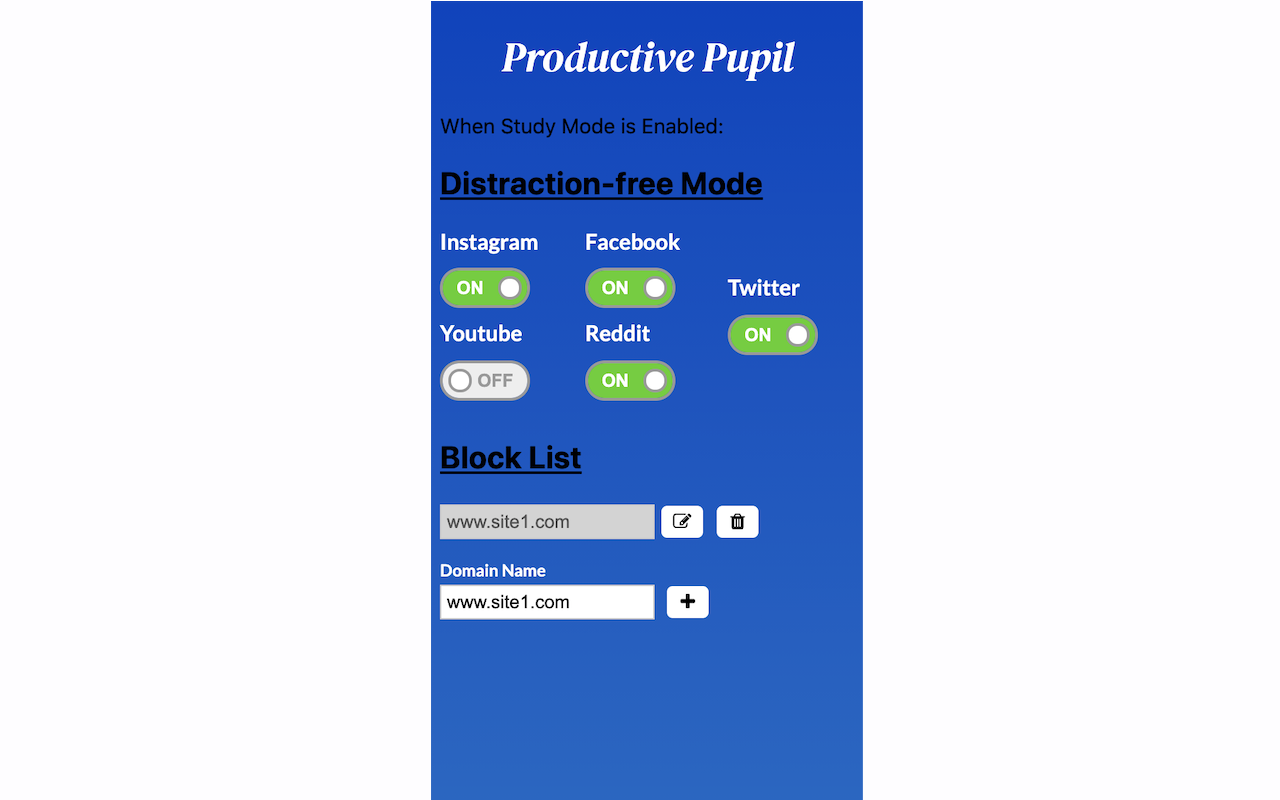 Productive Pupil
When Study Mode is Enabled:
Distraction-free Mode
Instagram Facebook
ON ON
Twitter
ON
Youtube Reddit
OFF ON
Block List
www.site1.com
Domain Name
www.site1.com